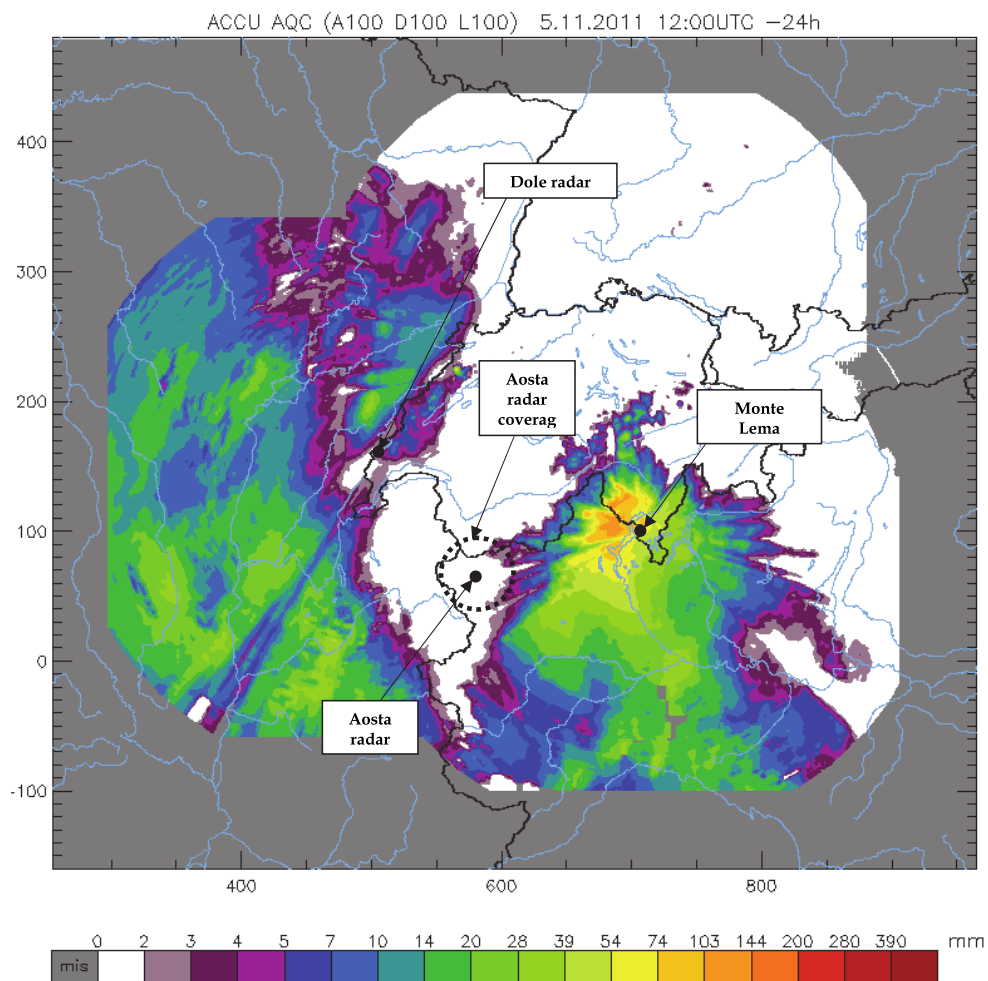 ACCU AQC (A100 D100 L100) 5.11.2011 12:00UTC −24h
400
Dole radar
300
Aosta
radar
coverag
200
Monte
Lema
100
0
Aosta
radar
-100
400 600 800
0 2 3 4 5 7 10 14 20 28 39 54 74 103 144 200 280 390 mm
mis